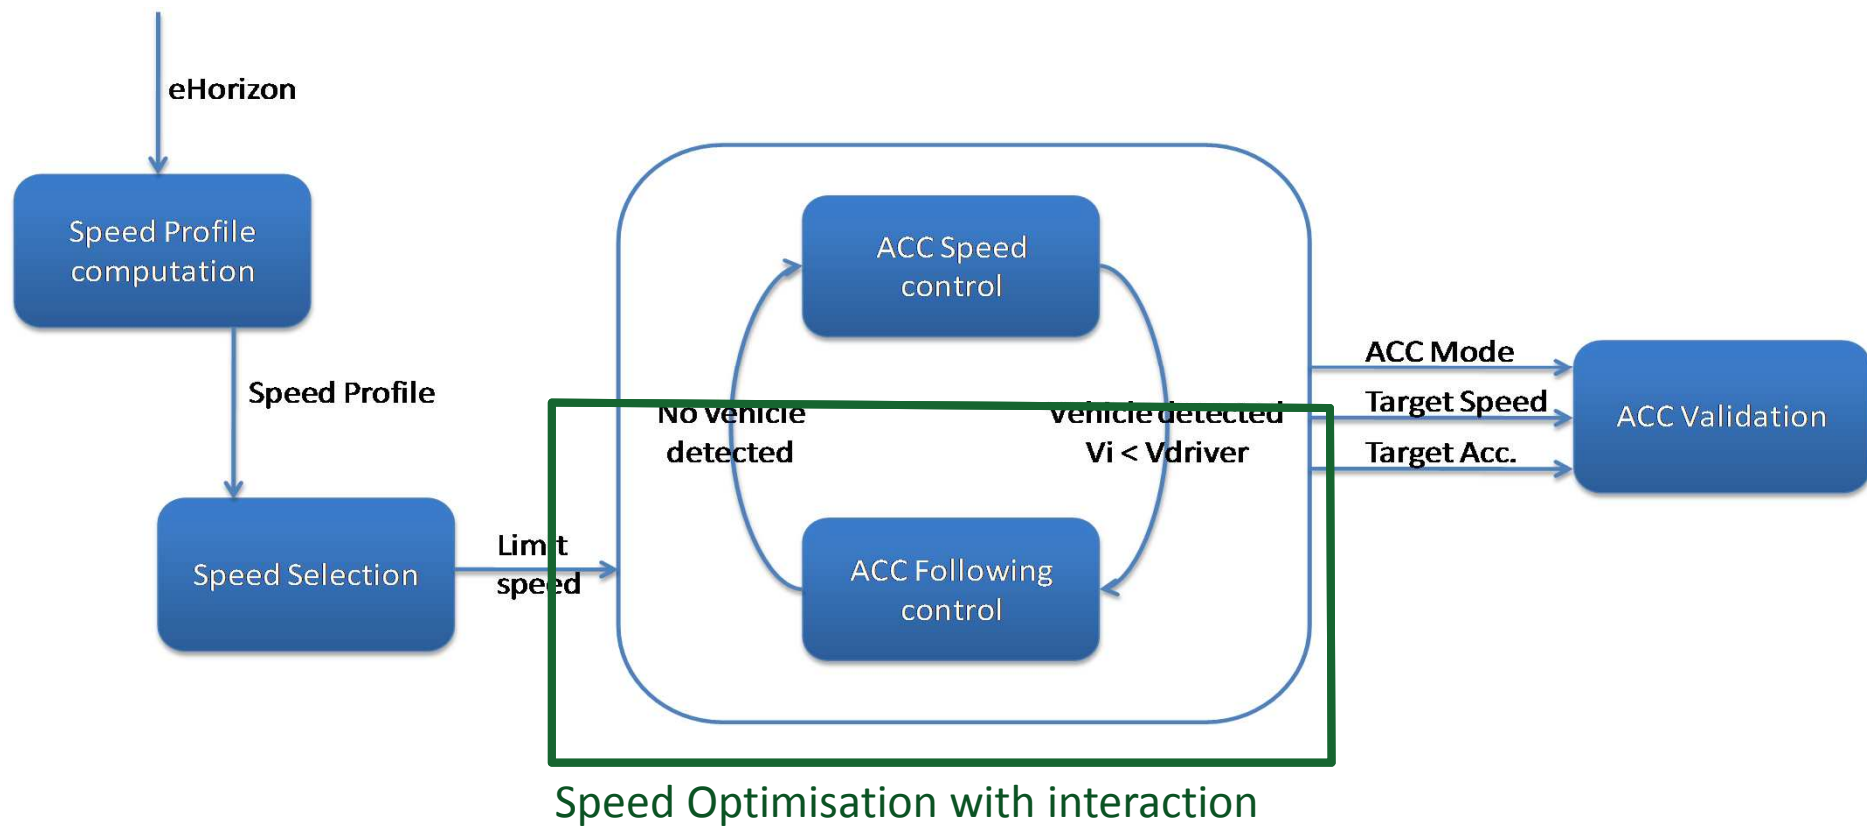 eHorizon
Speed Profile
computation
Speed Profile
Speed Selection
Limit
speed
ACC Speed
control
No vehicle
detected
Vehicle detected
Vi < Vdriver
ACC Following
control
ACC Mode
Target Speed
Target Acc.
ACC Validation
Speed Optimisation with interaction